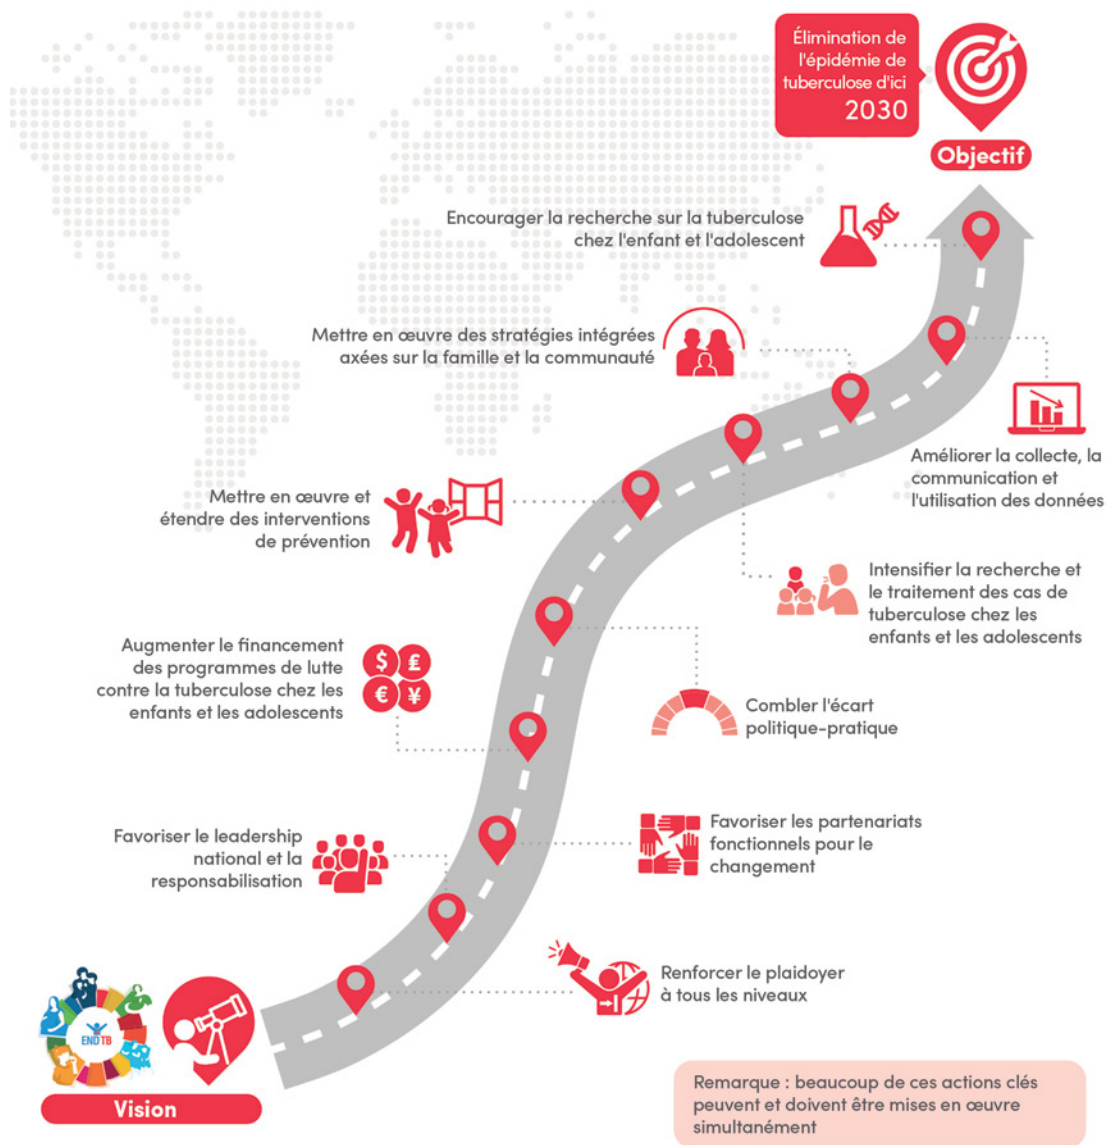 Élimination de
l'épidémie de
tuberculose d'ici
2030
Objectif
Encourager la recherche sur la tuberculose
chez l'enfant et l'adolescent
Mettre en œuvre des stratégies intégrées
axées sur la famille et la communauté
Améliorer la collecte, la
communication et
l'utilisation des données
Mettre en œuvre et
étendre des interventions
de prévention
Intensifier la recherche et
le traitement des cas de
tuberculose chez les
enfants et les adolescents
Augmenter le financement
des programmes de lutte
contre la tuberculose chez les
enfants et les adolescents
$ £
€ ¥
Combler l'écart
politique-pratique
Favoriser le leadership
national et la
responsabilisation
Favoriser les partenariats
fonctionnels pour le
changement
Renforcer le plaidoyer
à tous les niveaux
END TB
Vision
Remarque : beaucoup de ces actions clés
peuvent et doivent être mises en œuvre
simultanément